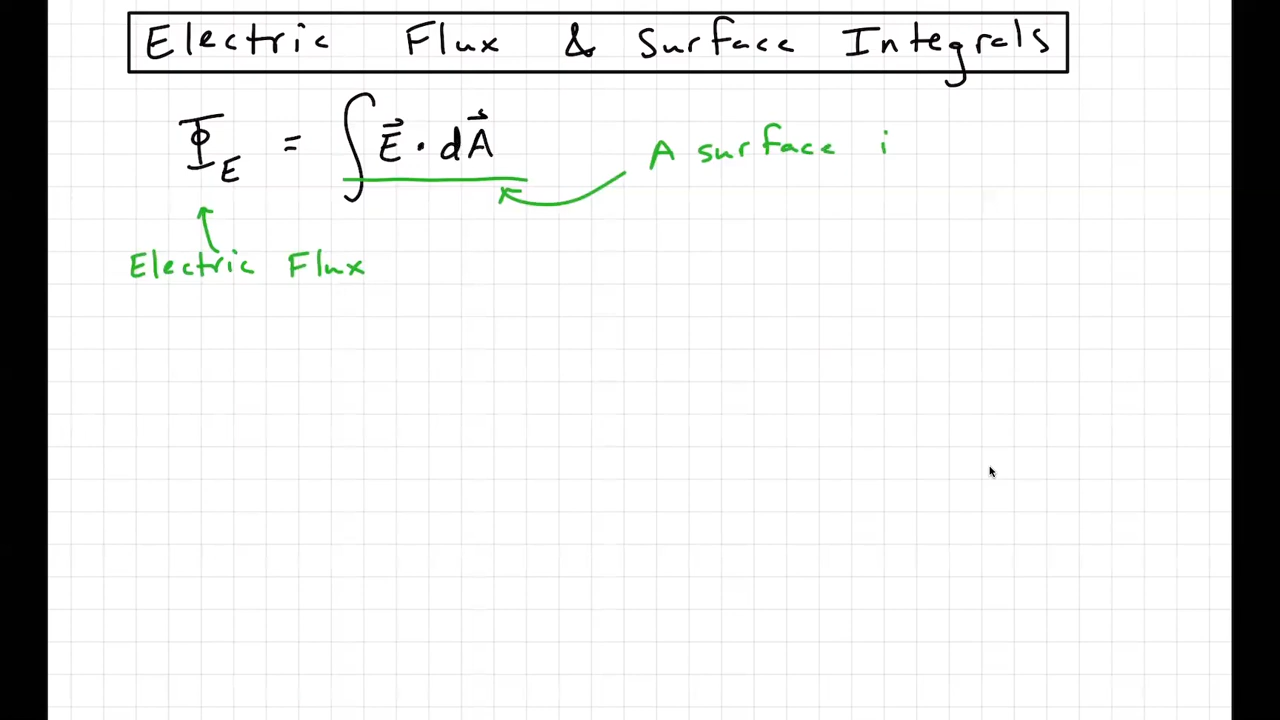 Electric Flux & Surface Integrals
Φ_E = ∫ E⃗ · dA⃗
A surface i
Electric Flux